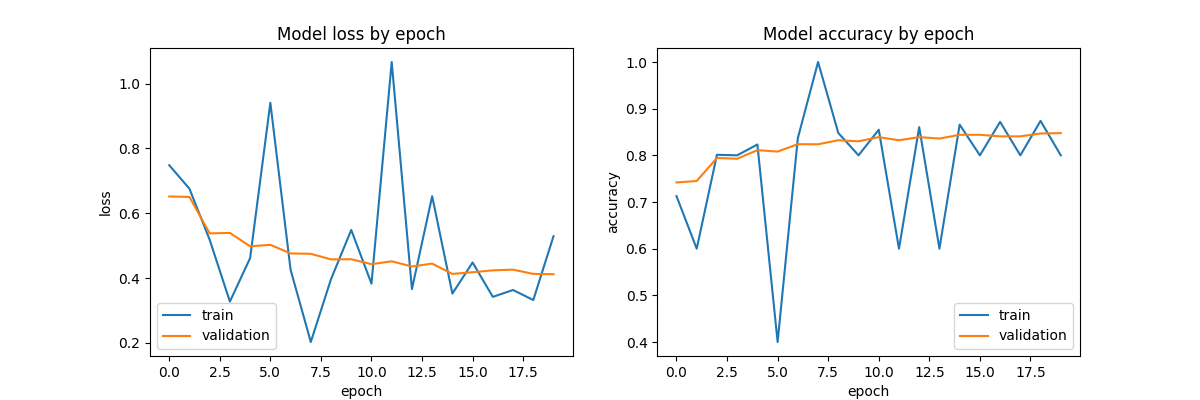 Model loss by epoch
loss
1.0
0.8
0.6
0.4
0.2
train
validation
0.0 2.5 5.0 7.5 10.0 12.5 15.0 17.5
epoch
Model accuracy by epoch
accuracy
1.0
0.9
0.8
0.7
0.6
0.5
0.4
train
validation
0.0 2.5 5.0 7.5 10.0 12.5 15.0 17.5
epoch